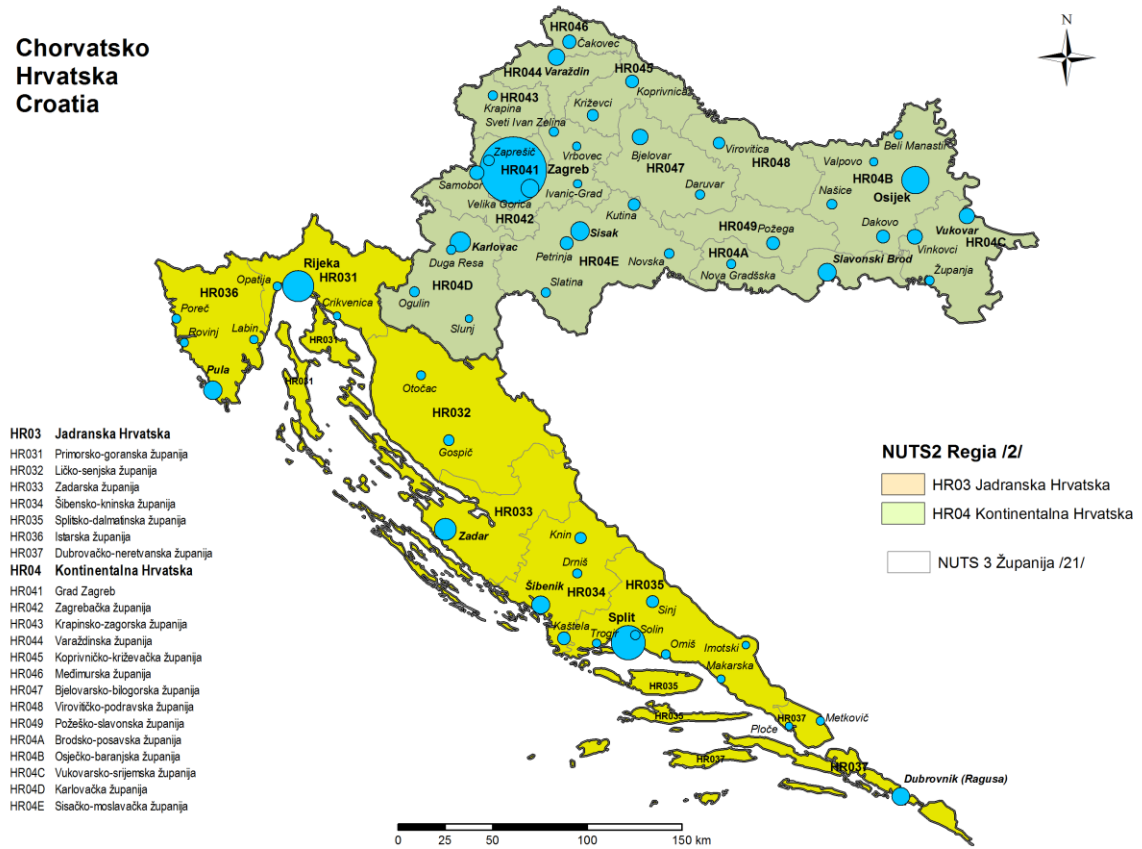 Chorvatsko
Hrvatska
Croatia
N
HR046
Čakovec
HR044
Varaždin
HR045
Koprivnica
HR043
Krapina
Križevci
Sveti Ivan Zelina
Zaprešič
Vrbovec
Bjelovar
HR047
Virovitica
HR048
Beli Manastir
Valpovo
HR04B
Osijek
HR041
Zagreb
Samobor
Velika Gorica
Ivanic-Grad
Daruvar
Našice
HR042
Kutina
Sisak
Karlovac
Petrinja
HR04E
Duga Resa
HR049
Požega
Dakovo
Vukovar
HR04C
Vinkovci
Novska
HR04A
Nova Gradšska
Slavonski Brod
Županja
HR04D
Ogulin
Slatina
Slunj
Rijeka
HR031
Opatija
HR036
Crikvenica
Poreč
Rovinj
Labin
HR031
HR031
Pula
Otočac
HR032
Gospič
HR033
Zadar
Knin
Drniš
Šibenik
HR034
HR035
Sinj
Split
Kaštela
Trogir
Solin
Omiš
Imotski
Makarska
HR035
HR035
HR037
Metkovič
Ploče
HR037
HR037
Dubrovnik (Ragusa)
HR03 Jadranska Hrvatska
HR031 Primorsko-goranska županija
HR032 Ličko-senjska županija
HR033 Zadarska županija
HR034 Šibensko-kninska županija
HR035 Splitsko-dalmatinska županija
HR036 Istarska županija
HR037 Dubrovačko-neretvanska županija
HR04 Kontinentalna Hrvatska
HR041 Grad Zagreb
HR042 Zagrebačka županija
HR043 Krapinsko-zagorska županija
HR044 Varaždinska županija
HR045 Koprivničko-križevačka županija
HR046 Međimurska županija
HR047 Bjelovarsko-bilogorska županija
HR048 Virovitičko-podravska županija
HR049 Požeško-slavonska županija
HR04A Brodsko-posavska županija
HR04B Osječko-baranjska županija
HR04C Vukovarsko-srijemska županija
HR04D Karlovačka županija
HR04E Sisačko-moslavačka županija
NUTS2 Regia /2/
HR03 Jadranska Hrvatska
HR04 Kontinentalna Hrvatska
NUTS 3 Županija /21/
0 25 50 100 150 km